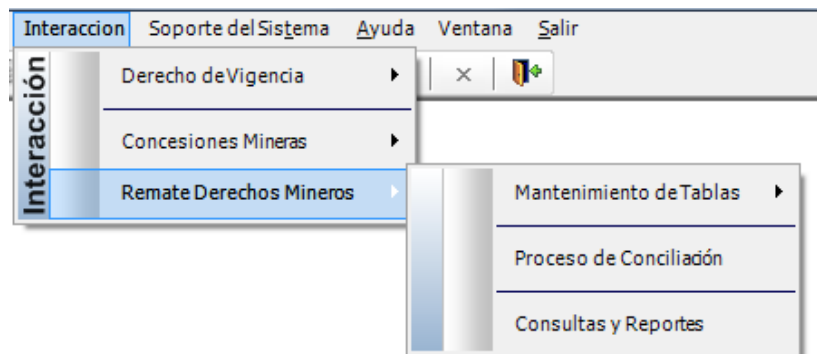 Interaccion Soporte del Sistema Ayuda Ventana Salir
Interacción
Derecho de Vigencia
Concesiones Mineras
Remate Derechos Mineros
Mantenimiento de Tablas
Proceso de Conciliación
Consultas y Reportes